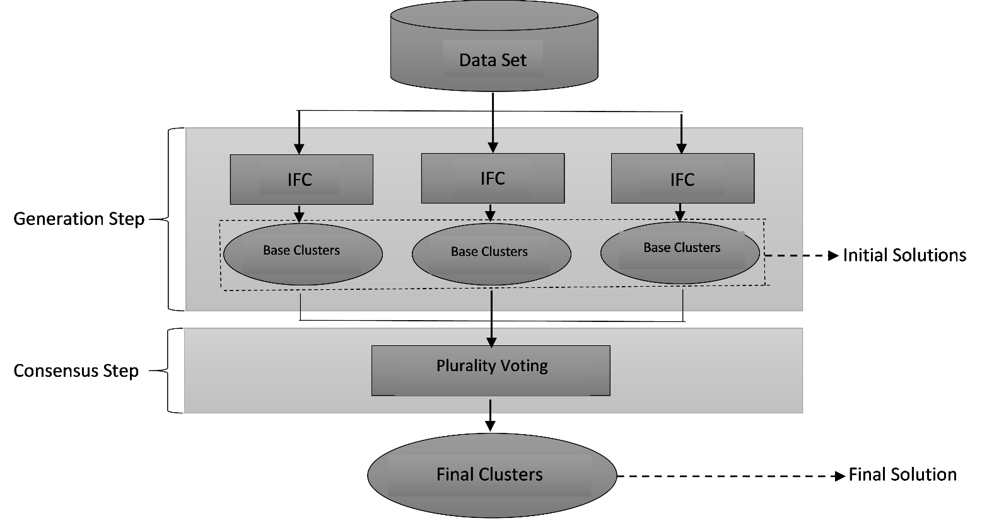 Data Set
IFC
IFC
IFC
Generation Step
Base Clusters
Base Clusters
Base Clusters
Initial Solutions
Consensus Step
Plurality Voting
Final Clusters
Final Solution